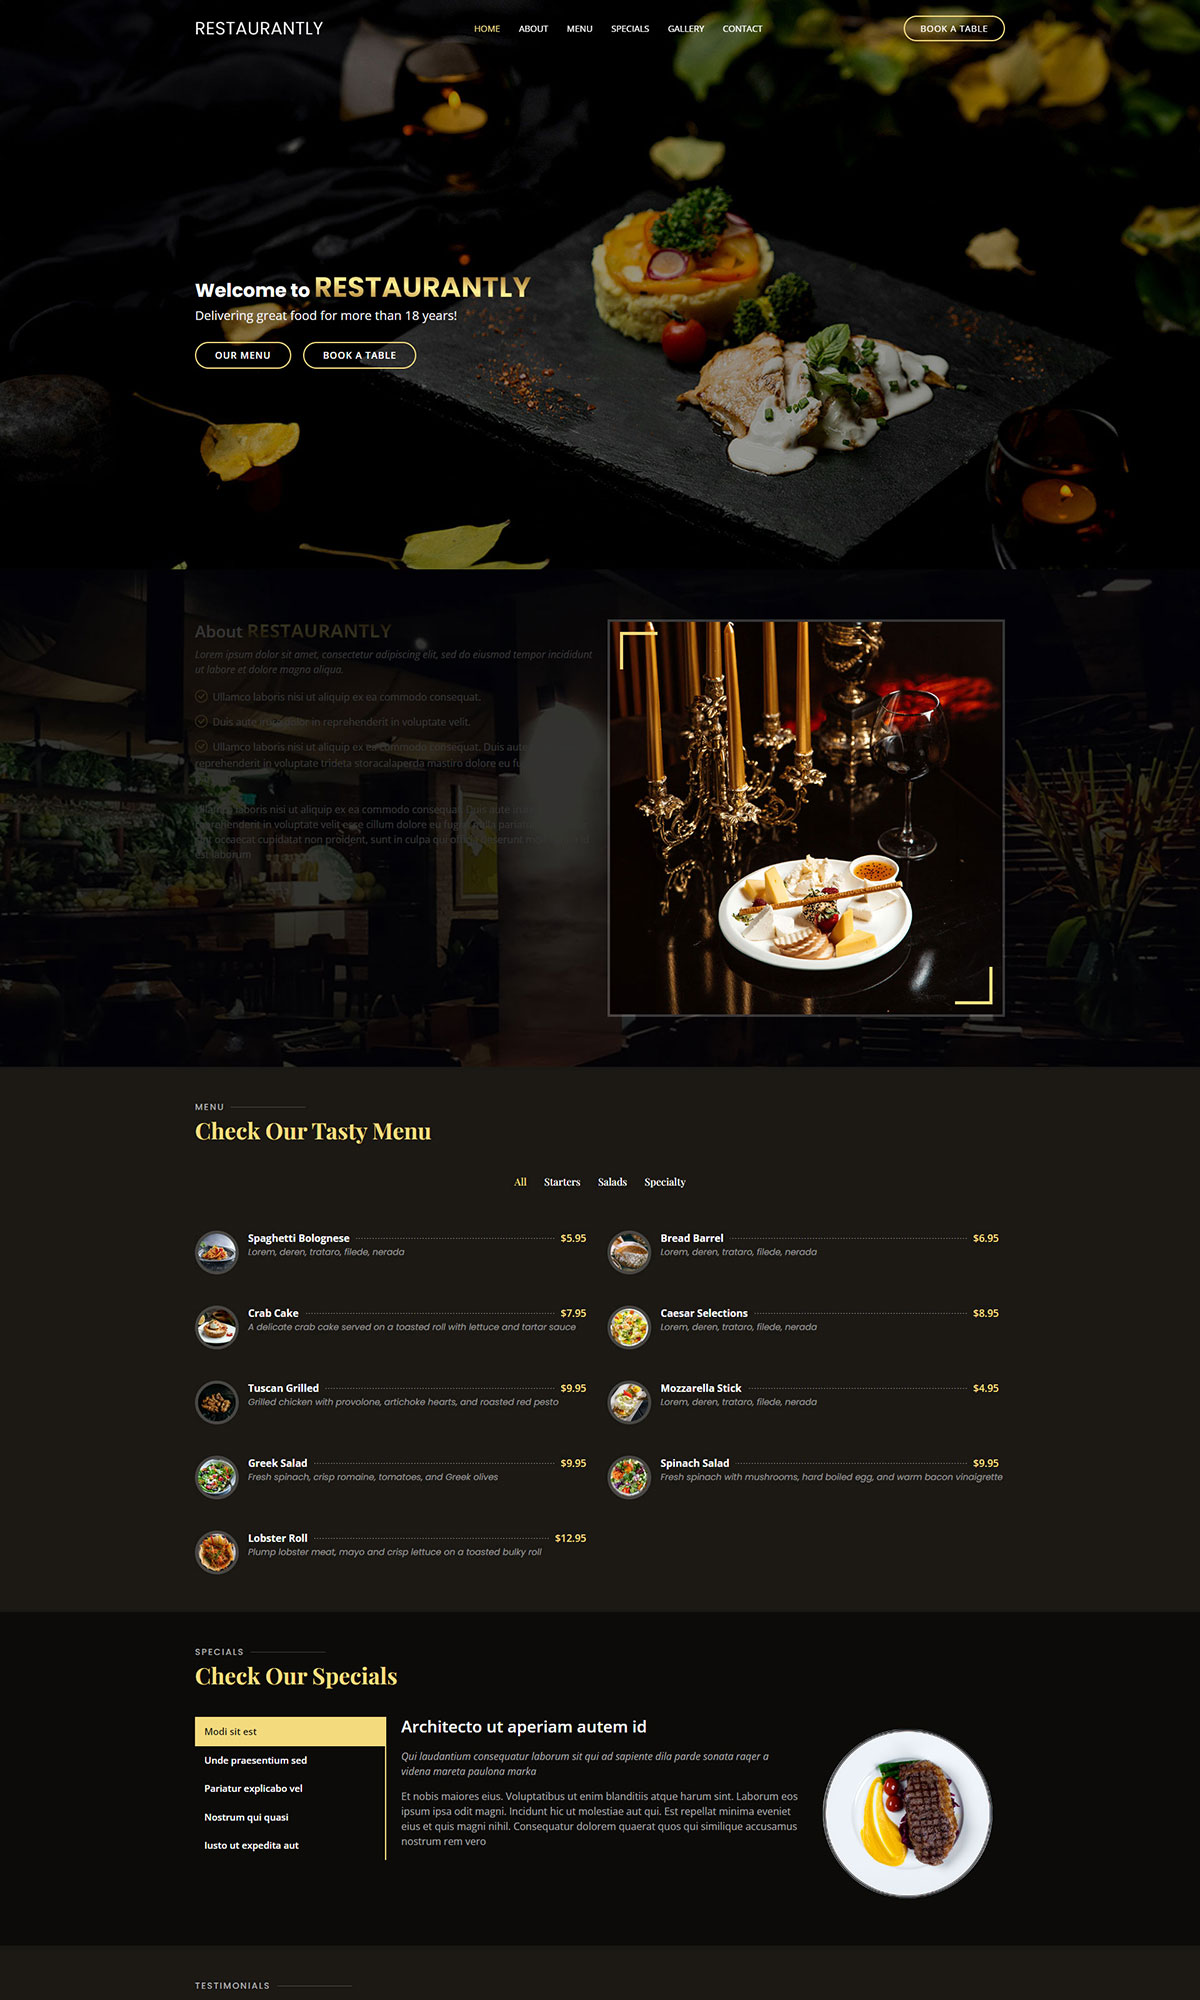 RESTAURANTLY
HOME ABOUT MENU SPECIALS GALLERY CONTACT
BOOK A TABLE
Welcome to RESTAURANTLY
Delivering great food for more than 18 years!
OUR MENU BOOK A TABLE
About RESTAURANTLY
Lorem ipsum dolor sit amet, consectetur adipiscing elit, sed do eiusmod tempor incididunt
ut labore et dolore magna aliqua.
Ullamco laboris nisi ut aliquip ex ea commodo consequat.
Duis aute irure dolor in reprehenderit in voluptate velit.
Ullamco laboris nisi ut aliquip ex ea commodo consequat. Duis aute
reprehenderit in voluptate trideta storacalaperda mastiro dolore eu fu
laboris nisi ut aliquip ex ea commodo consequat. Duis aute irure
reprehenderit in voluptate velit esse cillum dolore eu fugiat nulla pariatur
sint occaecat cupidatat non proident, sunt in culpa qui officia deserunt mollit id
est laborum
MENU
Check Our Tasty Menu
All Starters Salads Specialty
Spaghetti Bolognese $5.95
Lorem, deren, trataro, filede, nerada
Bread Barrel $6.95
Lorem, deren, trataro, filede, nerada
Crab Cake $7.95
A delicate crab cake served on a toasted roll with lettuce and tartar sauce
Caesar Selections $8.95
Lorem, deren, trataro, filede, nerada
Tuscan Grilled $9.95
Grilled chicken with provolone, artichoke hearts, and roasted red pesto
Mozzarella Stick $4.95
Lorem, deren, trataro, filede, nerada
Greek Salad $9.95
Fresh spinach, crisp romaine, tomatoes, and Greek olives
Spinach Salad $9.95
Fresh spinach with mushrooms, hard boiled egg, and warm bacon vinaigrette
Lobster Roll $12.95
Plump lobster meat, mayo and crisp lettuce on a toasted bulky roll
SPECIALS
Check Our Specials
Modi sit est
Unde praesentium sed
Pariatur explicabo vel
Nostrum qui quasi
Iusto ut expedita aut
Architecto ut aperiam autem id
Qui laudantium consequatur laborum sit qui ad sapiente dila parde sonata raqer a
videna mareta paulona marka
Et nobis maiores eius. Voluptatibus ut enim blanditiis atque harum sint. Laborum eos
ipsum ipsa odit magni. Incidunt hic ut molestiae aut qui. Est repellat minima eveniet
eius et quis magni nihil. Consequatur dolorem quaerat quos qui similique accusamus
nostrum rem vero
TESTIMONIALS